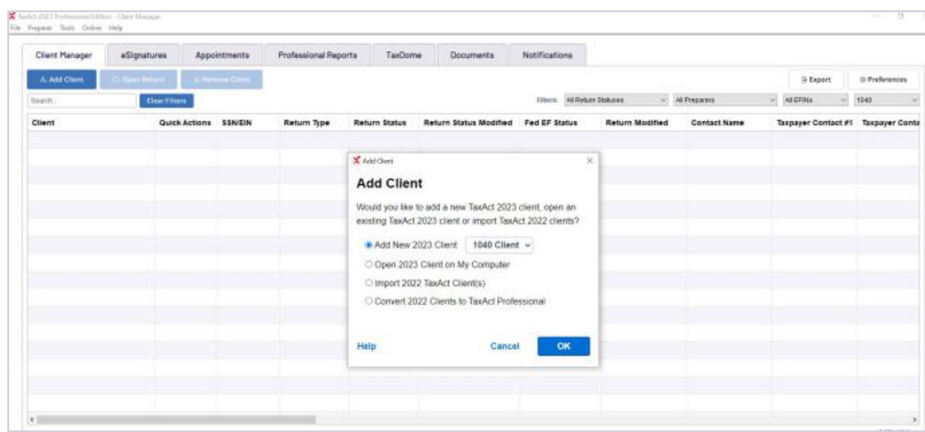 TaxAct 2023 Professional Edition - Client Manager
File Preparer Tools Online Help
Client Manager eSignatures Appointments Professional Reports TaxDome Documents Notifications
Add Client Open Return Remove Client Export Preferences
Search... Clear Filters Filters: All Return Statuses All Preparers All EFINs 1040
Client Quick Actions SSN/EIN Return Type Return Status Return Status Modified Fed EF Status Return Modified Contact Name Taxpayer Contact #1 Taxpayer Conta
Add Client
Add Client
Would you like to add a new TaxAct 2023 client, open an
existing TaxAct 2023 client or import TaxAct 2022 clients?
Add New 2023 Client 1040 Client
Open 2023 Client on My Computer
Import 2022 TaxAct Client(s)
Convert 2022 Clients to TaxAct Professional
Help Cancel OK